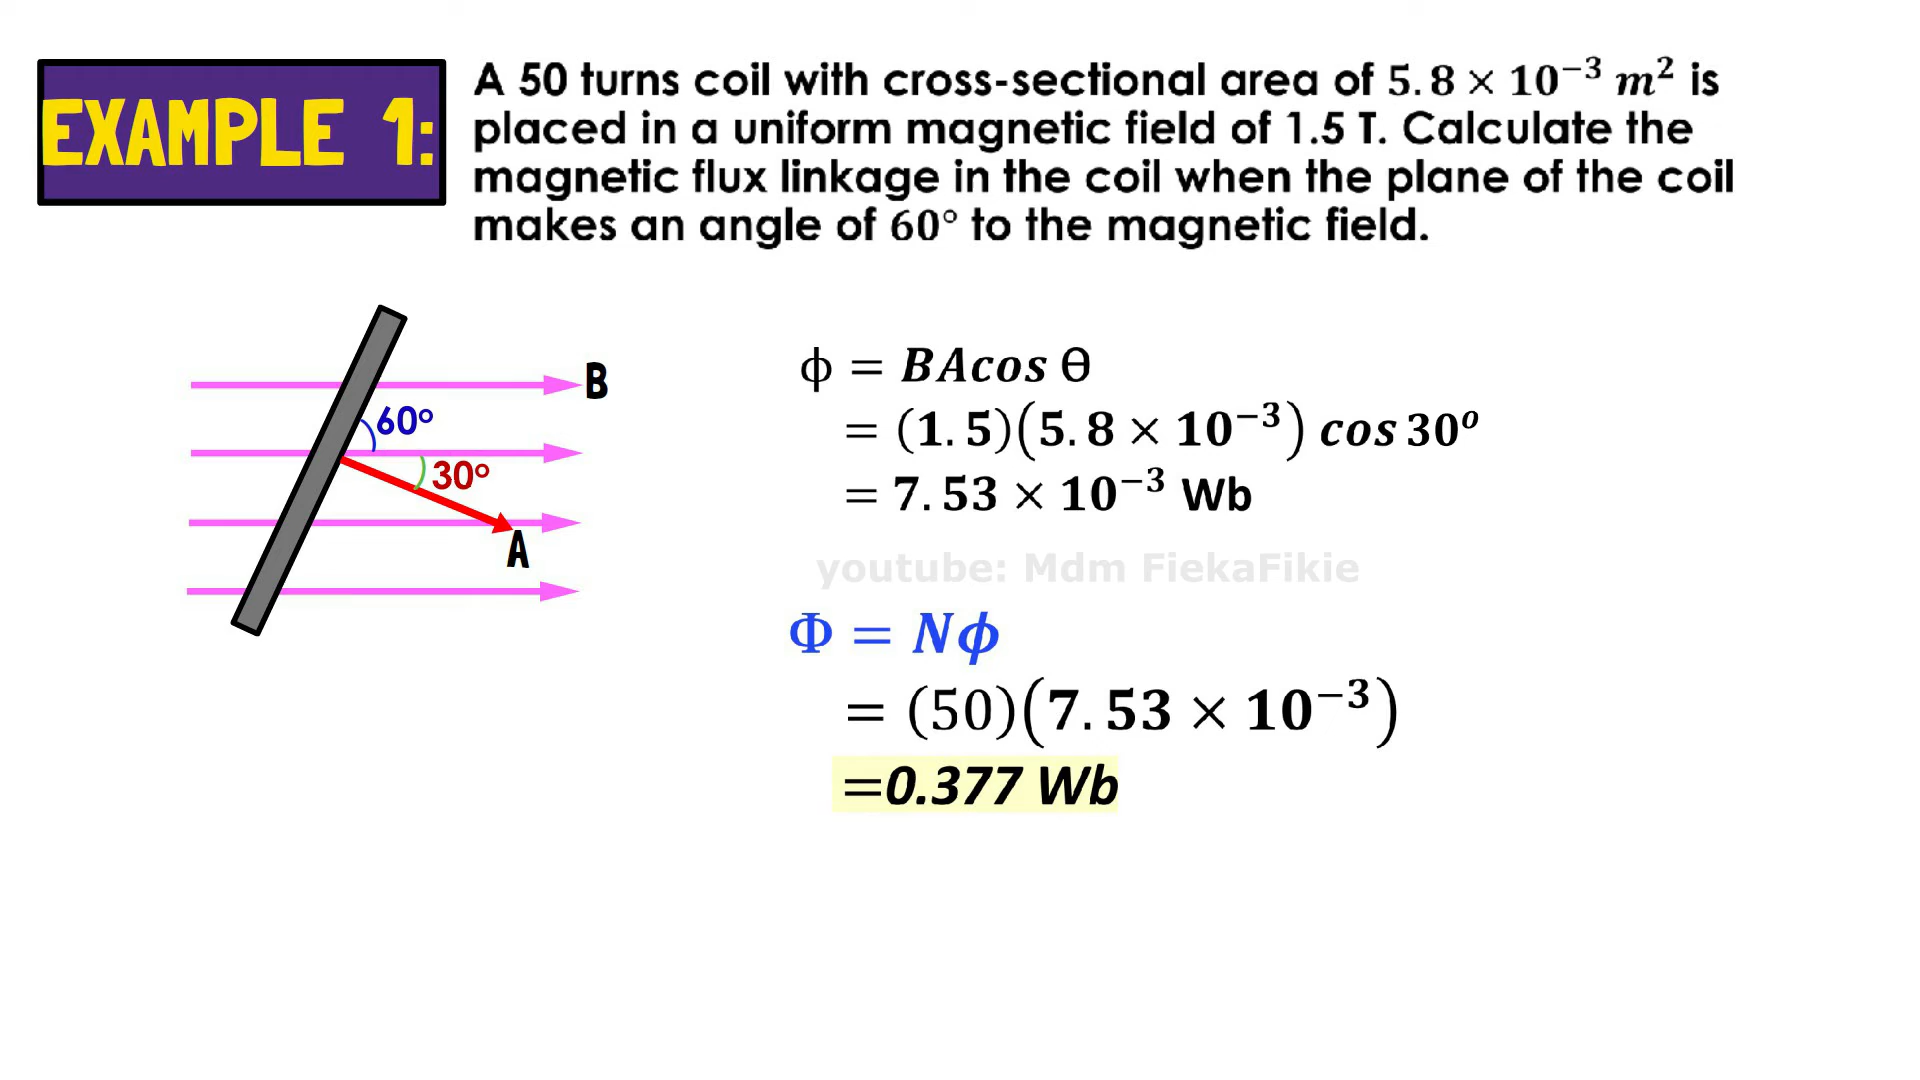 EXAMPLE 1:
A 50 turns coil with cross-sectional area of 5.8 × 10⁻³ m² is
placed in a uniform magnetic field of 1.5 T. Calculate the
magnetic flux linkage in the coil when the plane of the coil
makes an angle of 60° to the magnetic field.
B
60°
30°
A
ϕ = BAcos Θ
= (1.5)(5.8 × 10⁻³) cos 30°
= 7.53 × 10⁻³ Wb
youtube: Mdm FiekaFikie
Φ = Nϕ
= (50)(7.53 × 10⁻³)
=0.377 Wb